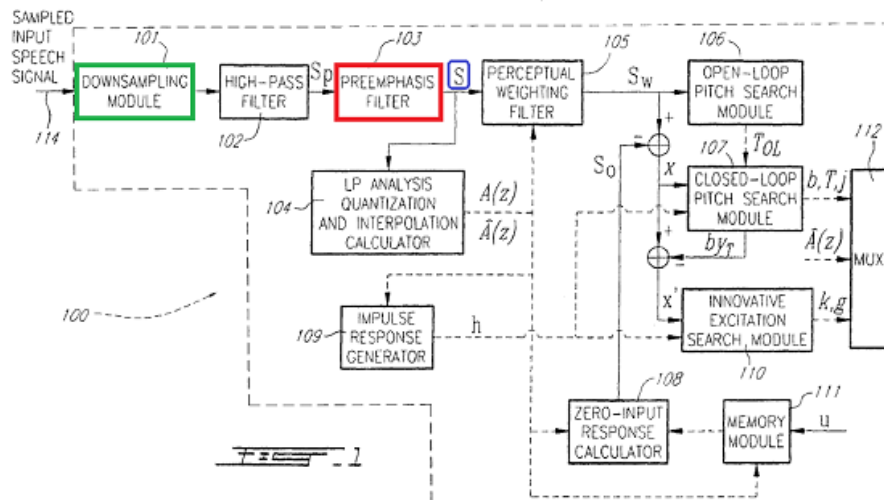 SAMPLED
INPUT
SPEECH
SIGNAL
114
101
DOWNSAMPLING
MODULE
HIGH-PASS
FILTER
102
Sp
103
PREEMPHASIS
FILTER
S
105
PERCEPTUAL
WEIGHTING
FILTER
Sw
106
OPEN-LOOP
PITCH SEARCH
MODULE
TOL
112
104
LP ANALYSIS
QUANTIZATION
AND INTERPOLATION
CALCULATOR
A(z)
Â(z)
+
-
So
x
107
CLOSED-LOOP
PITCH SEARCH
MODULE
b,T,j
Â(z)
MUX
+
-
byT
x'
100
109
IMPULSE
RESPONSE
GENERATOR
h
INNOVATIVE
EXCITATION
SEARCH MODULE
110
k,g
108
ZERO-INPUT
RESPONSE
CALCULATOR
111
MEMORY
MODULE
u
Fig-1